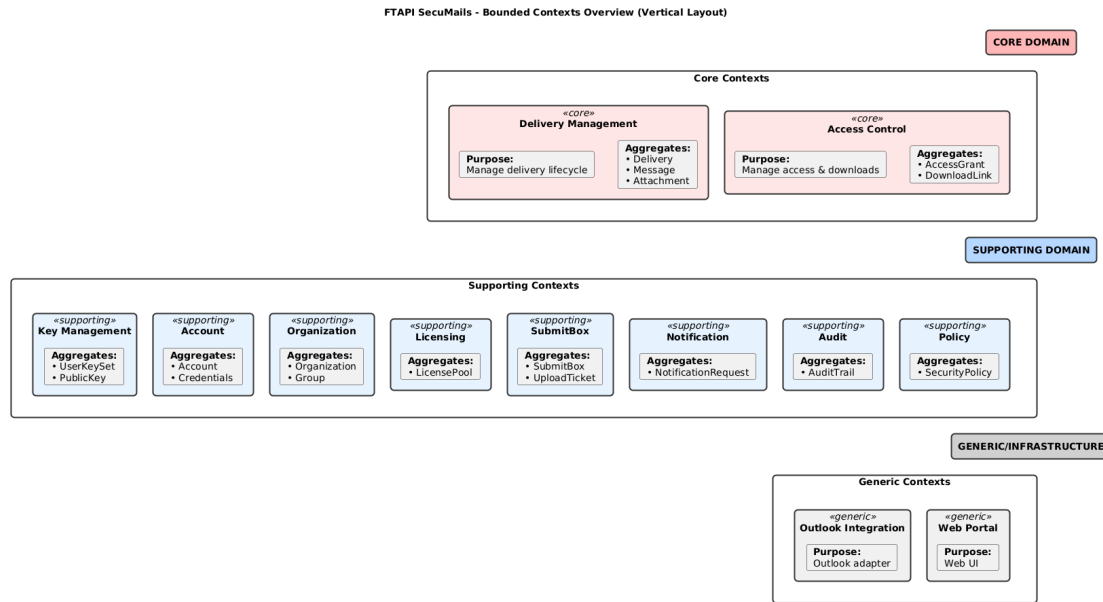 FTAPI SecuMails - Bounded Contexts Overview (Vertical Layout)
CORE DOMAIN
Core Contexts
«core»
Delivery Management
Purpose:
Manage delivery lifecycle
Aggregates:
• Delivery
• Message
• Attachment
«core»
Access Control
Purpose:
Manage access & downloads
Aggregates:
• AccessGrant
• DownloadLink
SUPPORTING DOMAIN
Supporting Contexts
«supporting»
Key Management
Aggregates:
• UserKeySet
• PublicKey
«supporting»
Account
Aggregates:
• Account
• Credentials
«supporting»
Organization
Aggregates:
• Organization
• Group
«supporting»
Licensing
Aggregates:
• LicensePool
«supporting»
SubmitBox
Aggregates:
• SubmitBox
• UploadTicket
«supporting»
Notification
Aggregates:
• NotificationRequest
«supporting»
Audit
Aggregates:
• AuditTrail
«supporting»
Policy
Aggregates:
• SecurityPolicy
GENERIC/INFRASTRUCTURE
Generic Contexts
«generic»
Outlook Integration
Purpose:
Outlook adapter
«generic»
Web Portal
Purpose:
Web UI